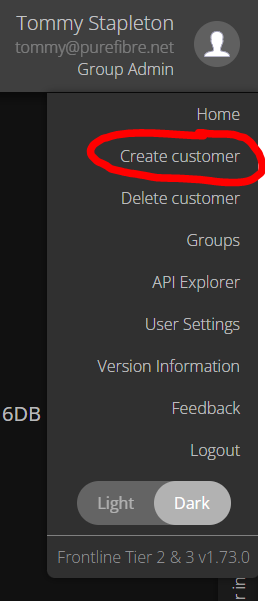 Tommy Stapleton
tommy@purefibre.net
Group Admin
Home
Create customer
Delete customer
Groups
API Explorer
User Settings
Version Information
6DB
Feedback
Logout
Light Dark
Frontline Tier 2 & 3 v1.73.0
r in